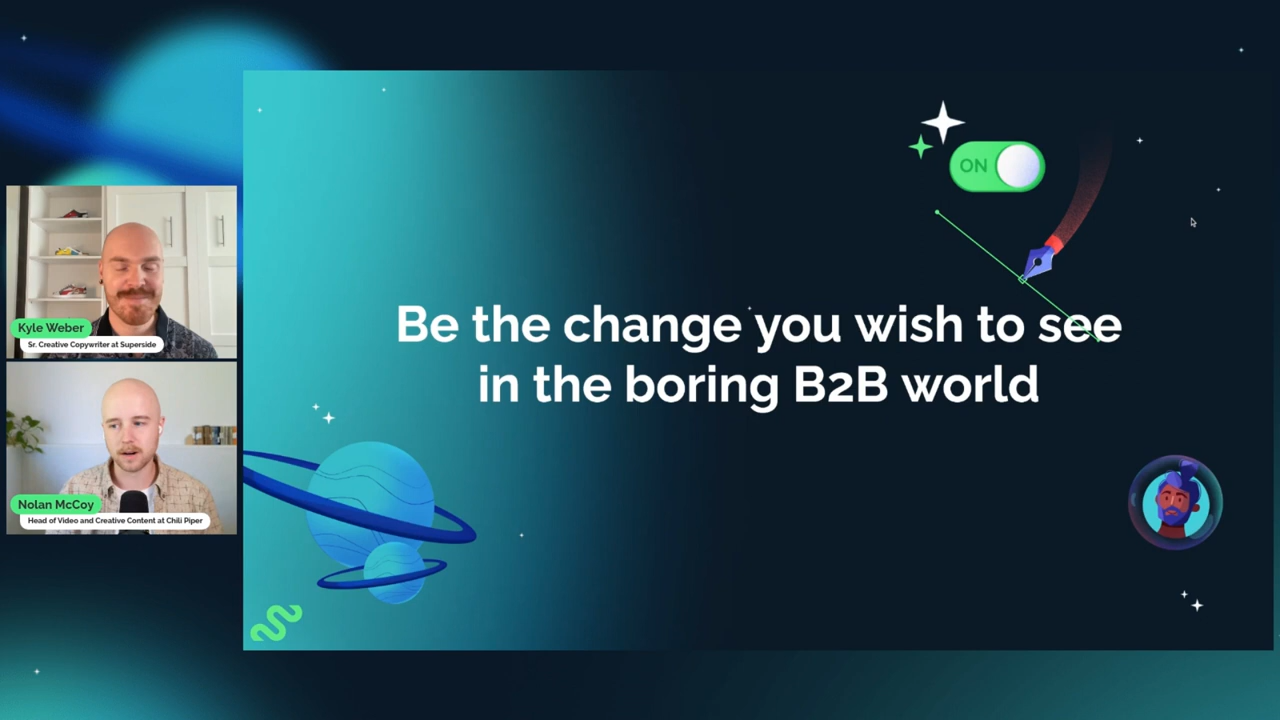 Kyle Weber
Sr. Creative Copywriter at Superside
Nolan McCoy
Head of Video and Creative Content at Chili Piper
ON
Be the change you wish to see
in the boring B2B world